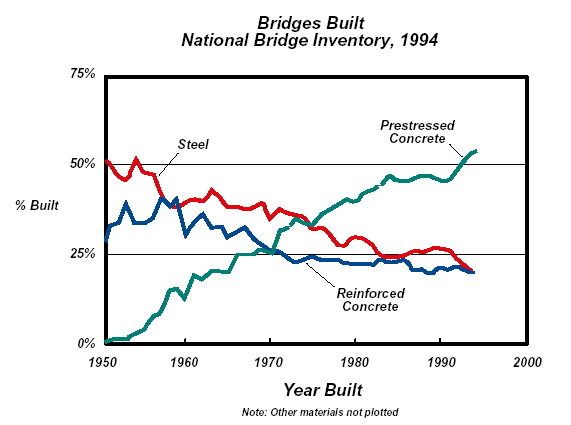 Bridges Built
National Bridge Inventory, 1994
75%
Prestressed
Concrete
Steel
50%
% Built
25%
Reinforced
Concrete
0%
1950 1960 1970 1980 1990 2000
Year Built
Note: Other materials not plotted